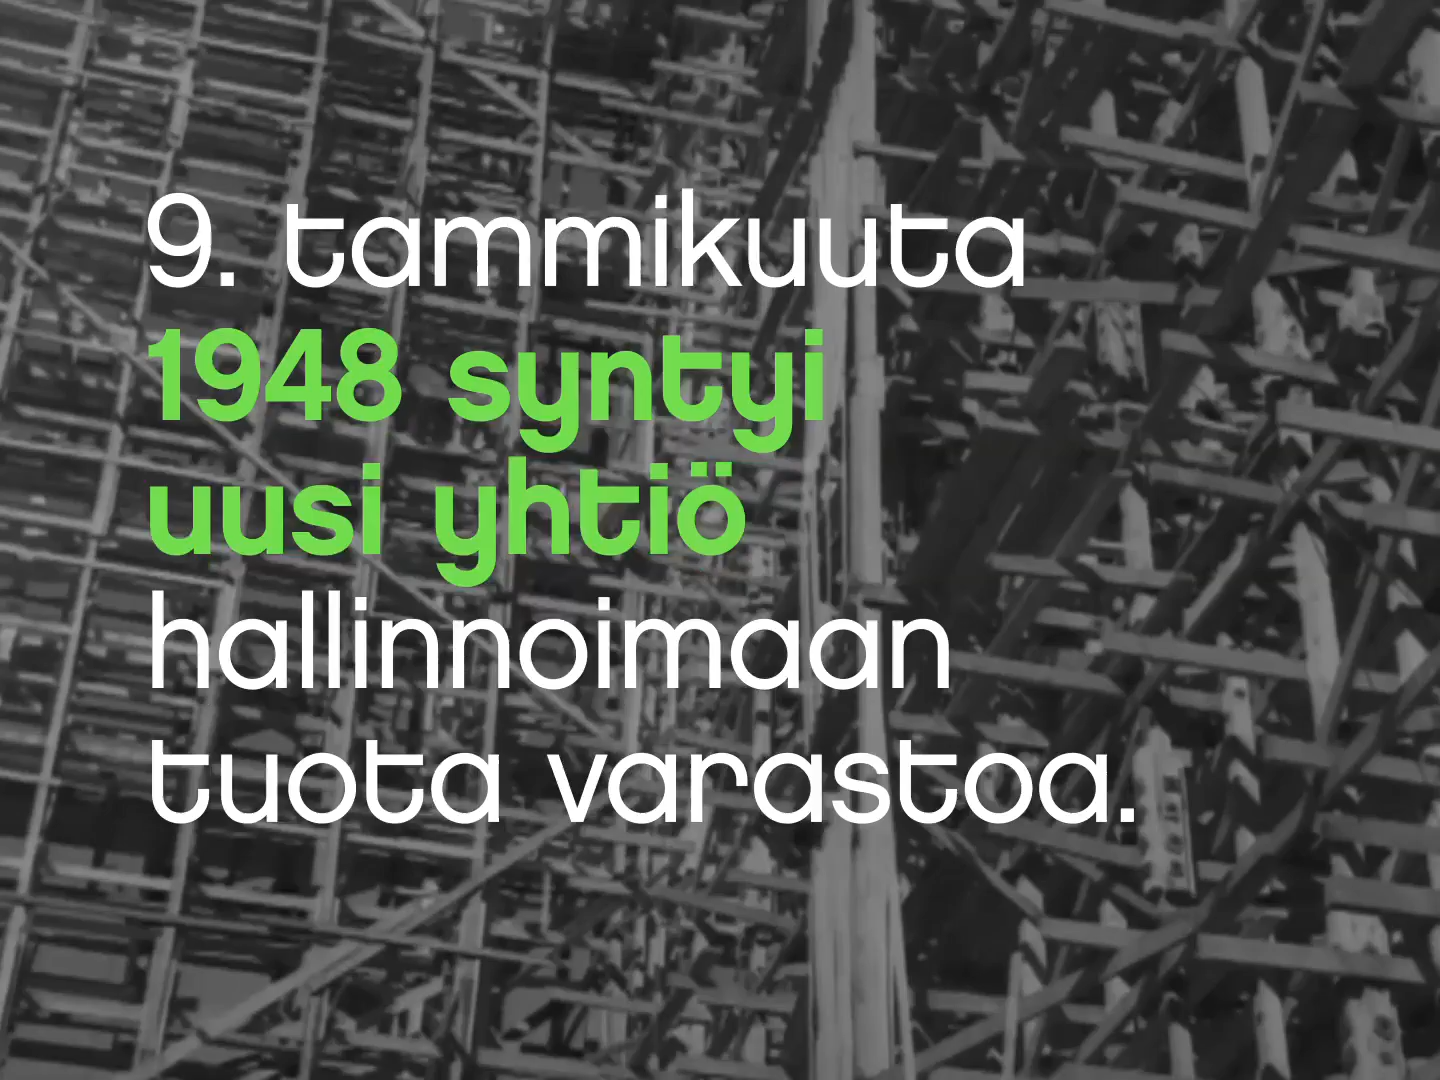 9. tammikuuta
1948 syntyi
uusi yhtiö
hallinnoimaan
tuota varastoa.